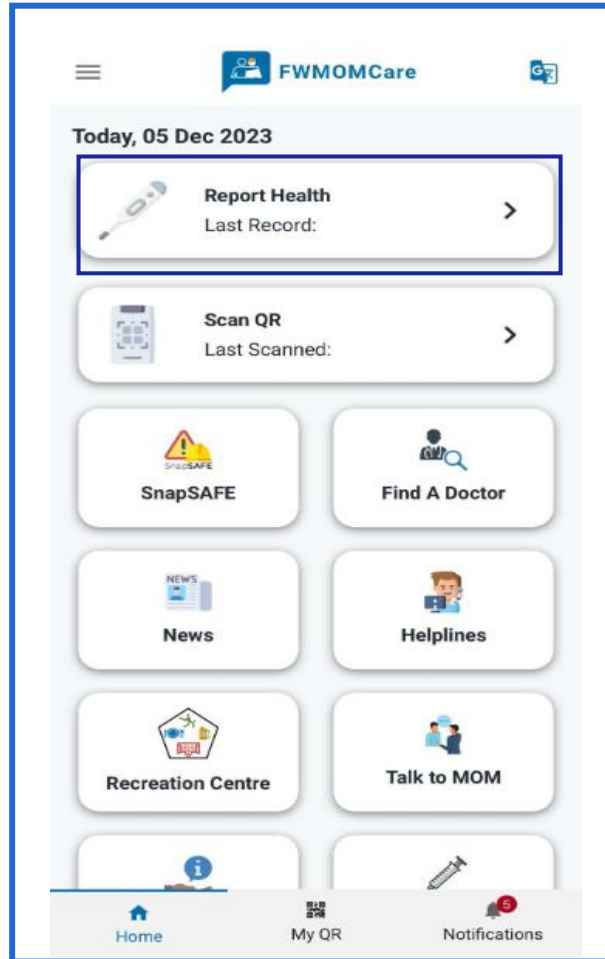 FWMOMCare
Today, 05 Dec 2023
Report Health
Last Record:
Scan QR
Last Scanned:
SnapSAFE
SnapSAFE
Find A Doctor
NEWS
News
Helplines
Recreation Centre
Talk to MOM
Home
My QR
5
Notifications